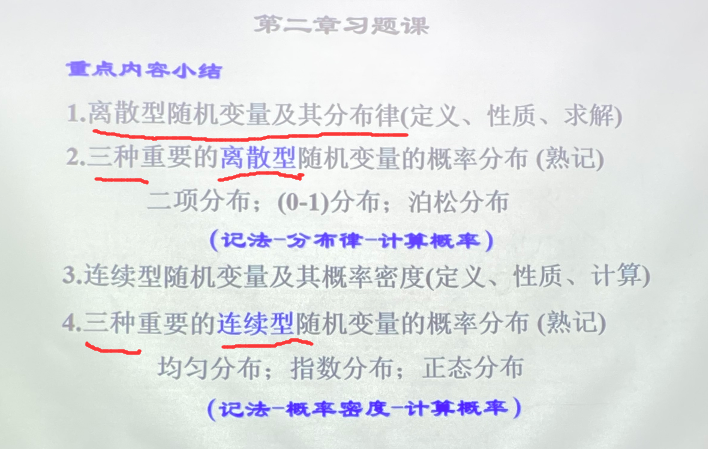 第二章习题课
重点内容小结
1.离散型随机变量及其分布律(定义、性质、求解)
2.三种重要的离散型随机变量的概率分布(熟记)
二项分布；(0-1)分布；泊松分布
(记法-分布律-计算概率)
3.连续型随机变量及其概率密度(定义、性质、计算)
4.三种重要的连续型随机变量的概率分布(熟记)
均匀分布；指数分布；正态分布
(记法-概率密度-计算概率)